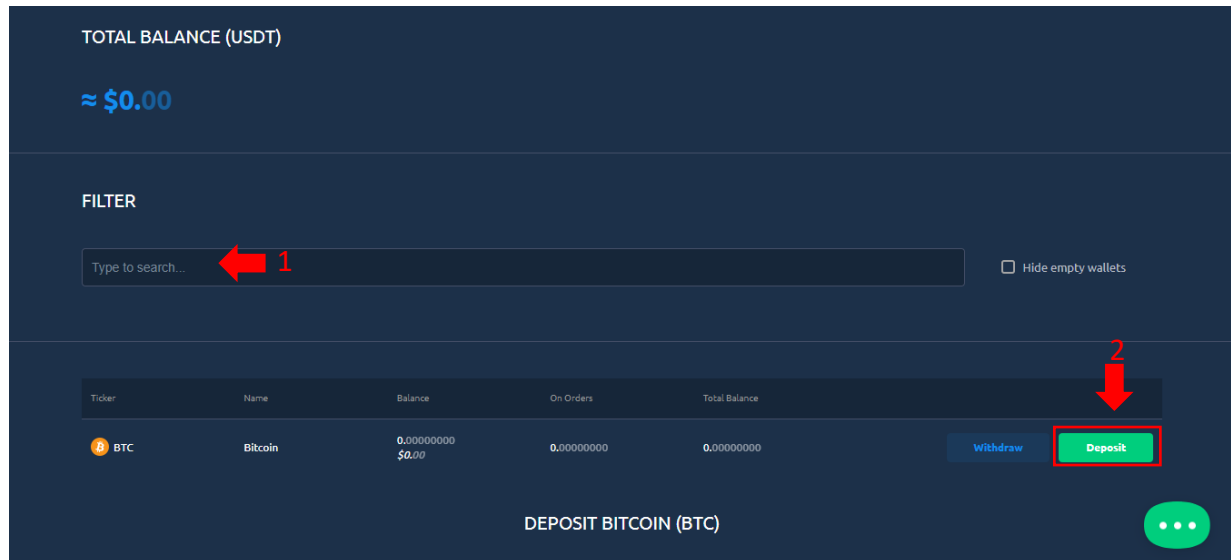 TOTAL BALANCE (USDT)
≈ $0.00
FILTER
Type to search... 1
Hide empty wallets
2
Ticker Name Balance On Orders Total Balance
BTC Bitcoin 0.00000000 0.00000000 0.00000000 Withdraw Deposit
$0.00
DEPOSIT BITCOIN (BTC)